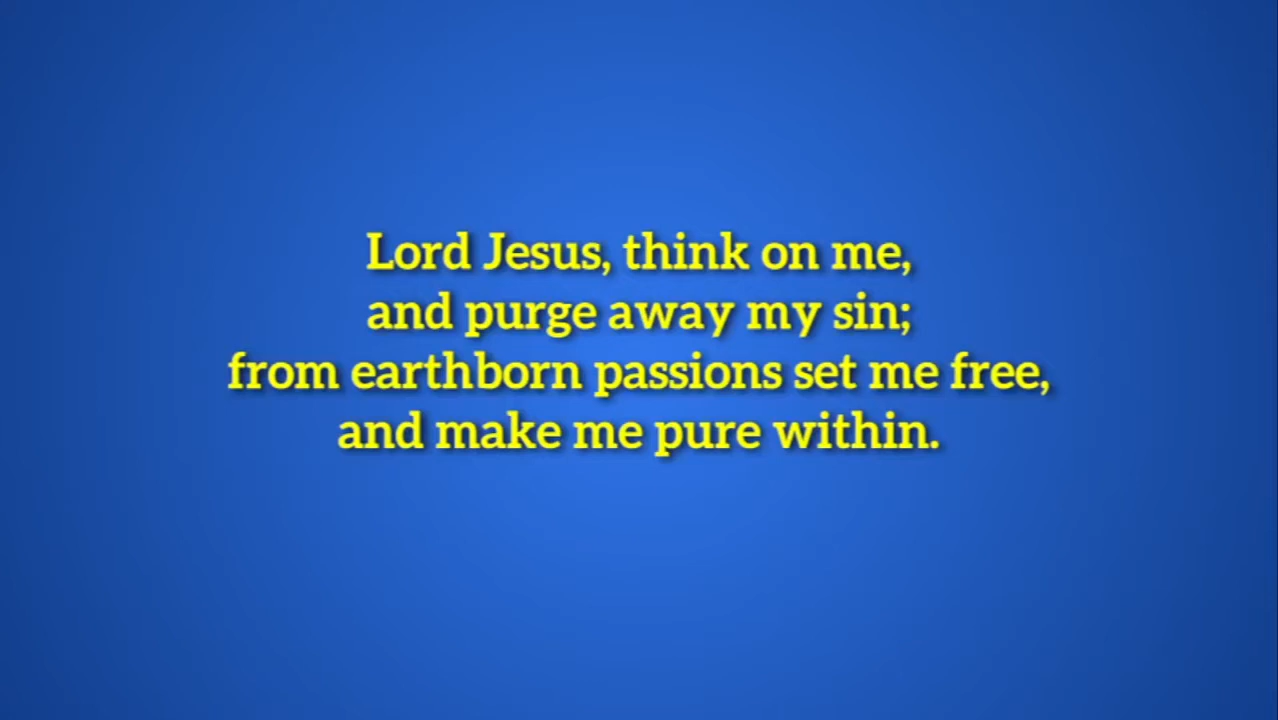 Lord Jesus, think on me,
and purge away my sin;
from earthborn passions set me free,
and make me pure within.